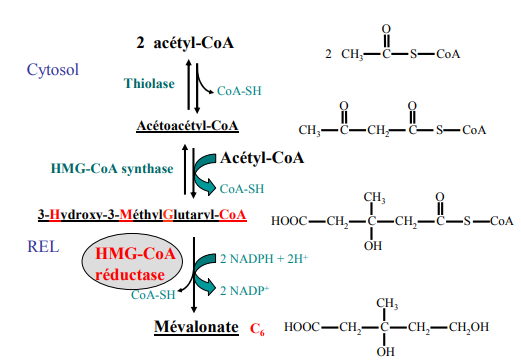 2 acétyl-CoA
2 CH₃—C—S—CoA
O
Cytosol
Thiolase
CoA-SH
Acétoacétyl-CoA
O O
CH₃—C—CH₂—C—S—CoA
HMG-CoA synthase
Acétyl-CoA
CoA-SH
3-Hydroxy-3-MéthylGlutaryl-CoA
CH₃ O
HOOC—CH₂—C—CH₂—C—S—CoA
OH
REL
HMG-CoA
réductase
2 NADPH + 2H⁺
CoA-SH
2 NADP⁺
Mévalonate C₆
CH₃
HOOC—CH₂—C—CH₂—CH₂OH
OH